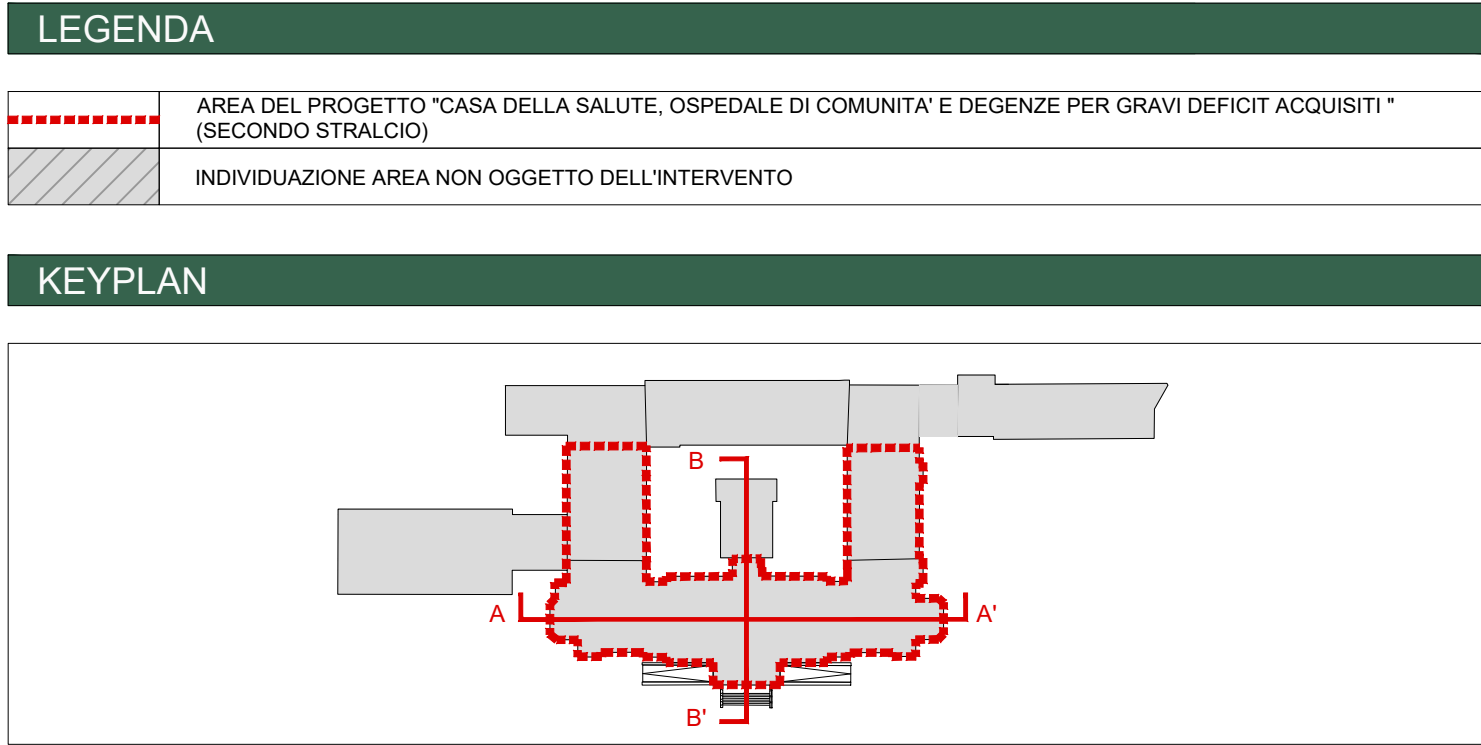 LEGENDA
AREA DEL PROGETTO "CASA DELLA SALUTE, OSPEDALE DI COMUNITA' E DEGENZE PER GRAVI DEFICIT ACQUISITI "
(SECONDO STRALCIO)
INDIVIDUAZIONE AREA NON OGGETTO DELL'INTERVENTO
KEYPLAN
B
A
A'
B'